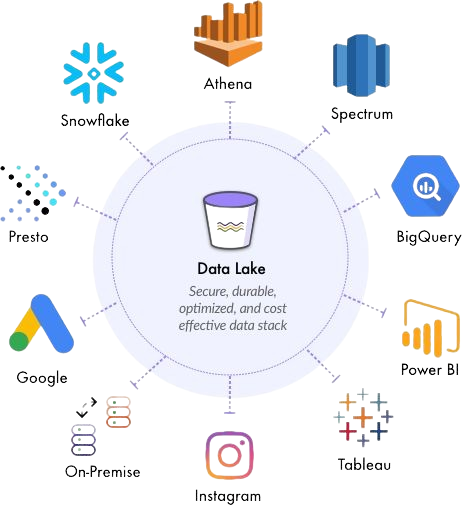 Athena
Snowflake
Spectrum
Presto
BigQuery
Data Lake
Secure, durable,
optimized, and cost
effective data stack
Google
Power BI
On-Premise
Tableau
Instagram